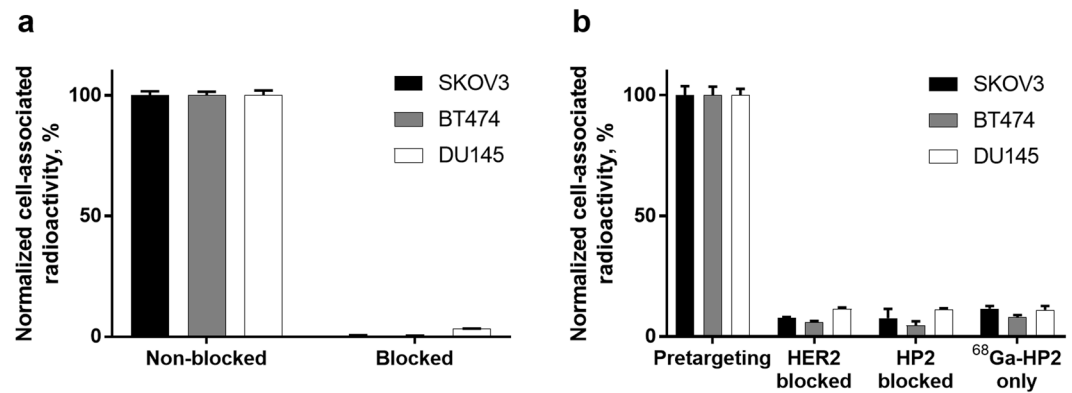 a
Normalized cell-associated
radioactivity, %
100
50
0
SKOV3
BT474
DU145
Non-blocked
Blocked
b
Normalized cell-associated
radioactivity, %
100
50
0
SKOV3
BT474
DU145
Pretargeting
HER2
blocked
HP2
blocked
68Ga-HP2
only